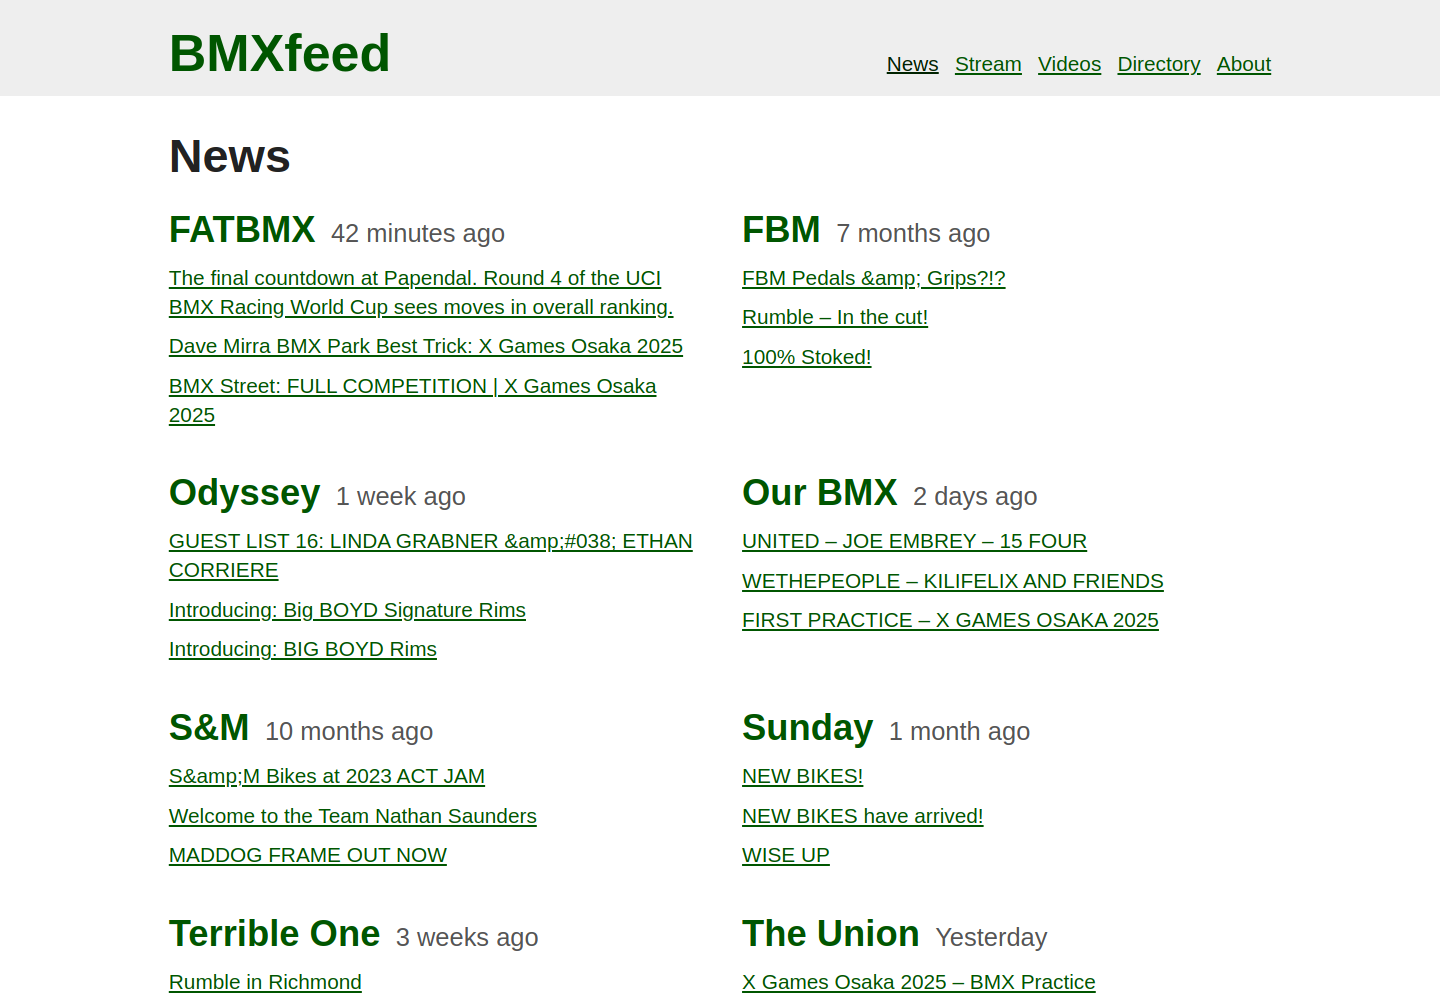 BMXfeed
News Stream Videos Directory About
News
FATBMX 42 minutes ago
The final countdown at Papendal. Round 4 of the UCI
BMX Racing World Cup sees moves in overall ranking.
Dave Mirra BMX Park Best Trick: X Games Osaka 2025
BMX Street: FULL COMPETITION | X Games Osaka
2025
FBM 7 months ago
FBM Pedals &amp; Grips?!?
Rumble – In the cut!
100% Stoked!
Odyssey 1 week ago
GUEST LIST 16: LINDA GRABNER &amp;#038; ETHAN
CORRIERE
Introducing: Big BOYD Signature Rims
Introducing: BIG BOYD Rims
Our BMX 2 days ago
UNITED – JOE EMBREY – 15 FOUR
WETHEPEOPLE – KILIFELIX AND FRIENDS
FIRST PRACTICE – X GAMES OSAKA 2025
S&M 10 months ago
S&amp;M Bikes at 2023 ACT JAM
Welcome to the Team Nathan Saunders
MADDOG FRAME OUT NOW
Sunday 1 month ago
NEW BIKES!
NEW BIKES have arrived!
WISE UP
Terrible One 3 weeks ago
Rumble in Richmond
The Union Yesterday
X Games Osaka 2025 – BMX Practice